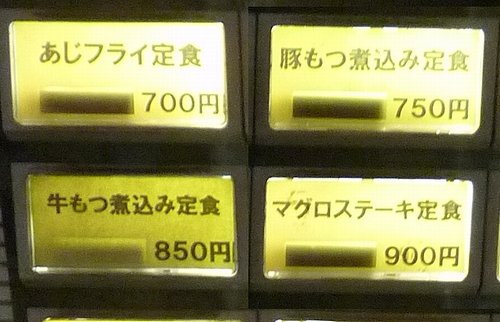 あじフライ定食
700円
豚もつ煮込み定食
750円
牛もつ煮込み定食
850円
マグロステーキ定食
900円